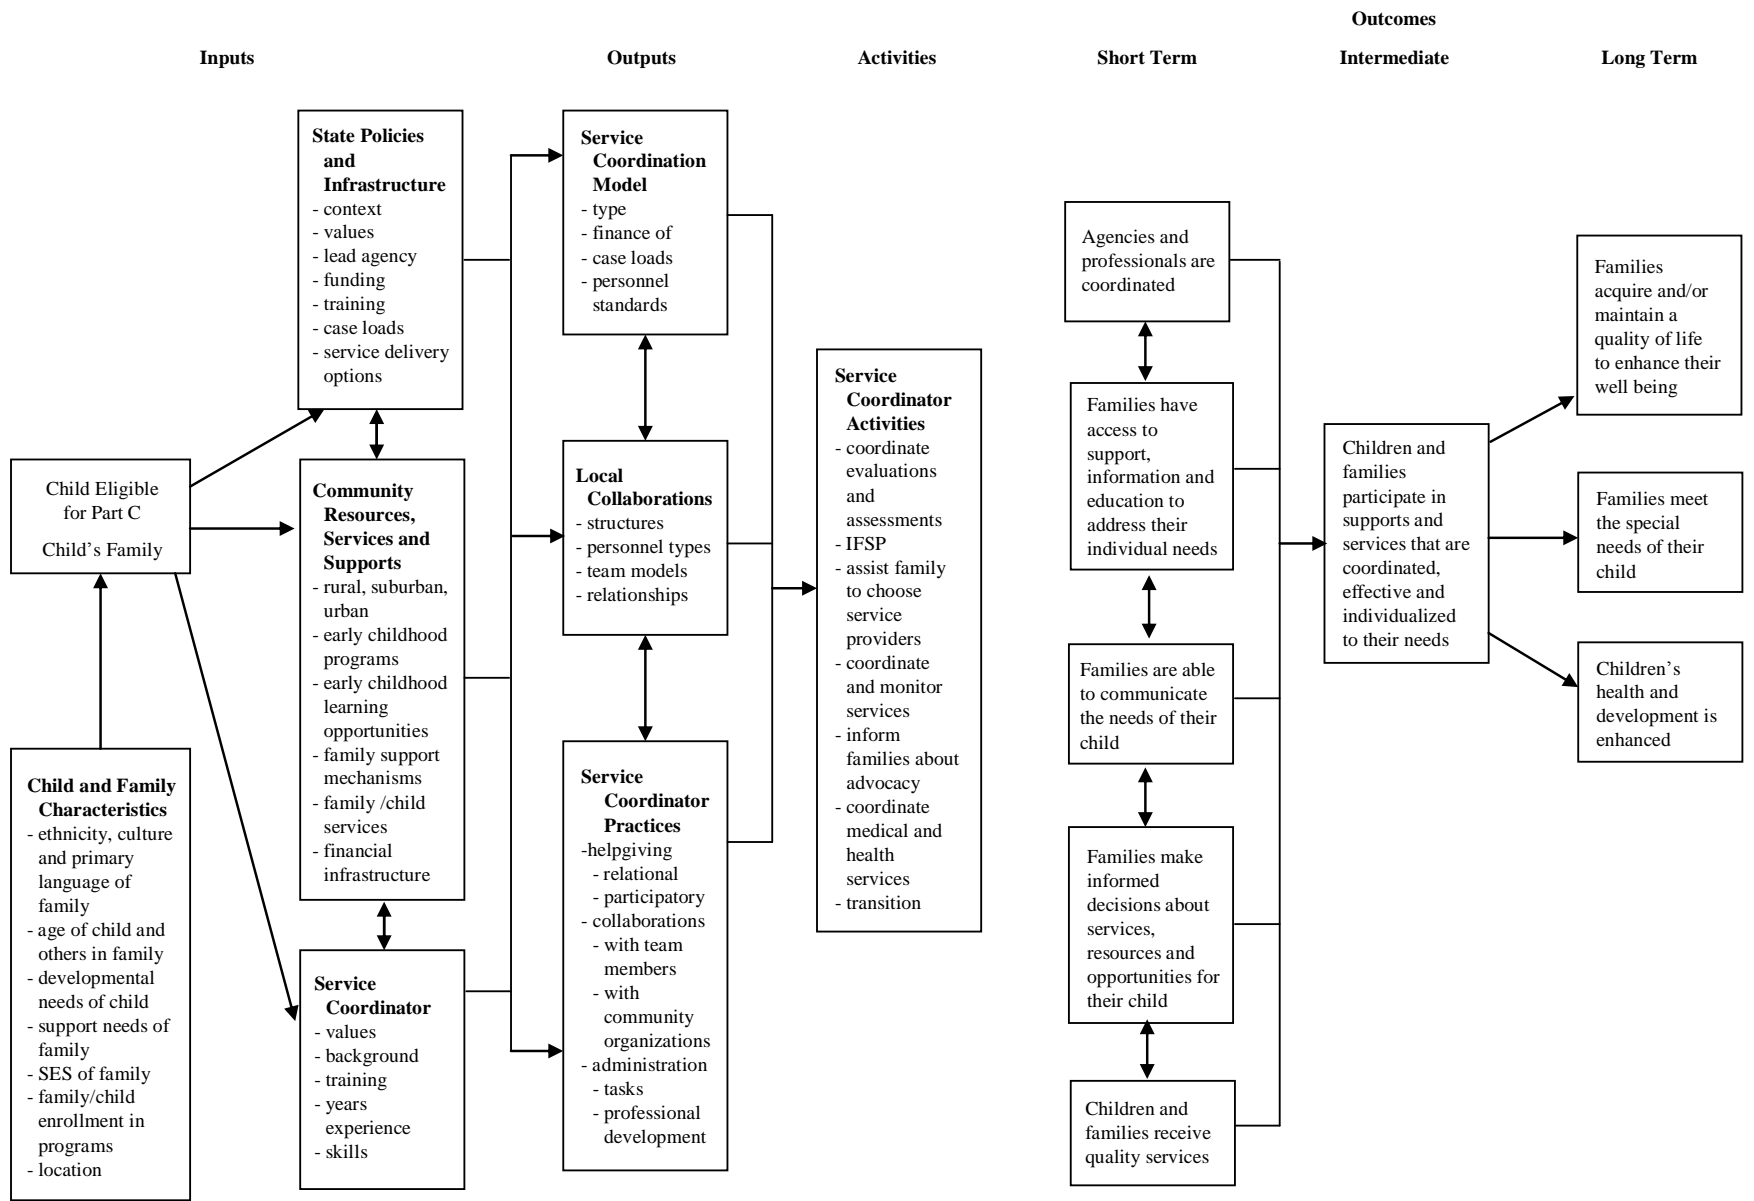 Outcomes
Inputs
Outputs
Activities
Short Term
Intermediate
Long Term
State Policies
and
Infrastructure
- context
- values
- lead agency
- funding
- training
- case loads
- service delivery
options
Child Eligible
for Part C
Child's Family
Community
Resources,
Services and
Supports
- rural, suburban,
urban
- early childhood
programs
- early childhood
learning
opportunities
- family support
mechanisms
- family /child
services
- financial
infrastructure
Child and Family
Characteristics
- ethnicity, culture
and primary
language of
family
- age of child and
others in family
- developmental
needs of child
- support needs of
family
- SES of family
- family/child
enrollment in
programs
- location
Service
Coordinator
- values
- background
- training
- years
experience
- skills
Service
Coordination
Model
- type
- finance of
- case loads
- personnel
standards
Local
Collaborations
- structures
- personnel types
- team models
- relationships
Service
Coordinator
Practices
-helpgiving
- relational
- participatory
- collaborations
- with team
members
- with
community
organizations
- administration
- tasks
- professional
development
Service
Coordinator
Activities
- coordinate
evaluations
and
assessments
- IFSP
- assist family
to choose
service
providers
- coordinate
and monitor
services
- inform
families about
advocacy
- coordinate
medical and
health
services
- transition
Agencies and
professionals are
coordinated
Families have
access to
support,
information and
education to
address their
individual needs
Families are able
to communicate
the needs of their
child
Families make
informed
decisions about
services,
resources and
opportunities for
their child
Children and
families receive
quality services
Children and
families
participate in
supports and
services that are
coordinated,
effective and
individualized
to their needs
Families
acquire and/or
maintain a
quality of life
to enhance their
well being
Families meet
the special
needs of their
child
Children's
health and
development is
enhanced